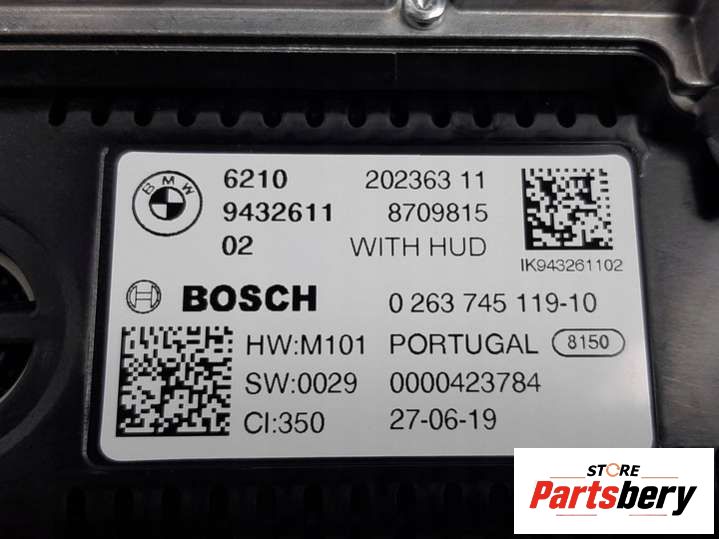 BMW
6210 202363 11
9432611 8709815
02 WITH HUD
IK943261102
BOSCH 0 263 745 119-10
HW:M101 PORTUGAL 8150
SW:0029 0000423784
CI:350 27-06-19
STORE
Partsbery